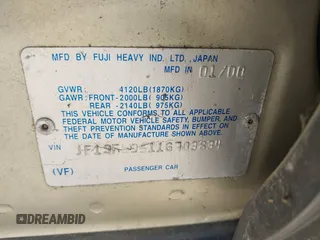 MFD BY FUJI HEAVY IND. LTD., JAPAN
MFD IN 01/00
GVWR: 4120LB(1870KG)
GAWR: FRONT-2000LB( 905KG)
REAR -2140LB( 975KG)
THIS VEHICLE CONFORMS TO ALL APPLICABLE
FEDERAL MOTOR VEHICLE SAFETY, BUMPER, AND
THEFT PREVENTION STANDARDS IN EFFECT ON
THE DATE OF MANUFACTURE SHOWN ABOVE.
VIN
(VF) PASSENGER CAR
DREAMBID
DREAMBID.COM